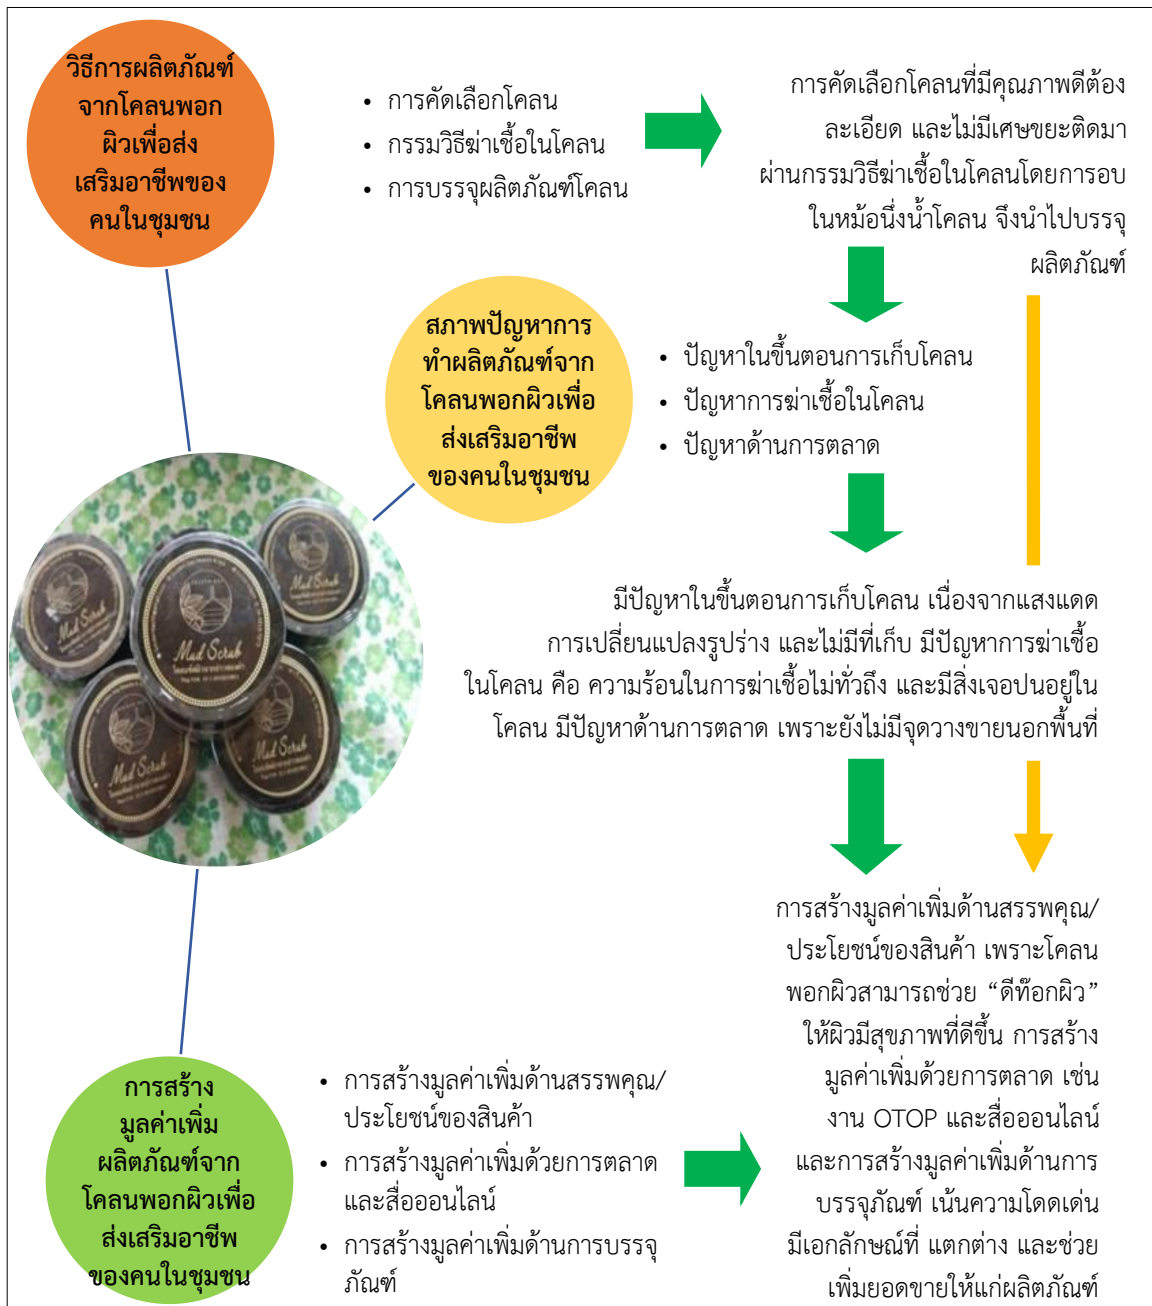 วิธีการผลิตภัณฑ์
จากโคลนพอก
ผิวเพื่อส่ง
เสริมอาชีพของ
คนในชุมชน
• การคัดเลือกโคลน
• กรรมวิธีฆ่าเชื้อในโคลน
• การบรรจุผลิตภัณฑ์โคลน
การคัดเลือกโคลนที่มีคุณภาพดีต้อง
ละเอียด และไม่มีเศษขยะติดมา
ผ่านกรรมวิธีฆ่าเชื้อในโคลนโดยการอบ
ในหม้อนึ่งน้ำโคลน จึงนำไปบรรจุ
ผลิตภัณฑ์
สภาพปัญหาการ
ทำผลิตภัณฑ์จาก
โคลนพอกผิวเพื่อ
ส่งเสริมอาชีพ
ของคนในชุมชน
• ปัญหาในขึ้นตอนการเก็บโคลน
• ปัญหาการฆ่าเชื้อในโคลน
• ปัญหาด้านการตลาด
มีปัญหาในขึ้นตอนการเก็บโคลน เนื่องจากแสงแดด
การเปลี่ยนแปลงรูปร่าง และไม่มีที่เก็บ มีปัญหาการฆ่าเชื้อ
ในโคลน คือ ความร้อนในการฆ่าเชื้อไม่ทั่วถึง และมีสิ่งเจอปนอยู่ใน
โคลน มีปัญหาด้านการตลาด เพราะยังไม่มีจุดวางขายนอกพื้นที่
Mud Scrub
Mud Scrub
Mud Scrub
Mud Scrub
Mud Scrub
การสร้าง
มูลค่าเพิ่ม
ผลิตภัณฑ์จาก
โคลนพอกผิวเพื่อ
ส่งเสริมอาชีพ
ของคนในชุมชน
• การสร้างมูลค่าเพิ่มด้านสรรพคุณ/
ประโยชน์ของสินค้า
• การสร้างมูลค่าเพิ่มด้วยการตลาด
และสื่อออนไลน์
• การสร้างมูลค่าเพิ่มด้านการบรรจุ
ภัณฑ์
การสร้างมูลค่าเพิ่มด้านสรรพคุณ/
ประโยชน์ของสินค้า เพราะโคลน
พอกผิวสามารถช่วย “ดีท๊อกผิว”
ให้ผิวมีสุขภาพที่ดีขึ้น การสร้าง
มูลค่าเพิ่มด้วยการตลาด เช่น
งาน OTOP และสื่อออนไลน์
และการสร้างมูลค่าเพิ่มด้านการ
บรรจุภัณฑ์ เน้นความโดดเด่น
มีเอกลักษณ์ที่ แตกต่าง และช่วย
เพิ่มยอดขายให้แก่ผลิตภัณฑ์